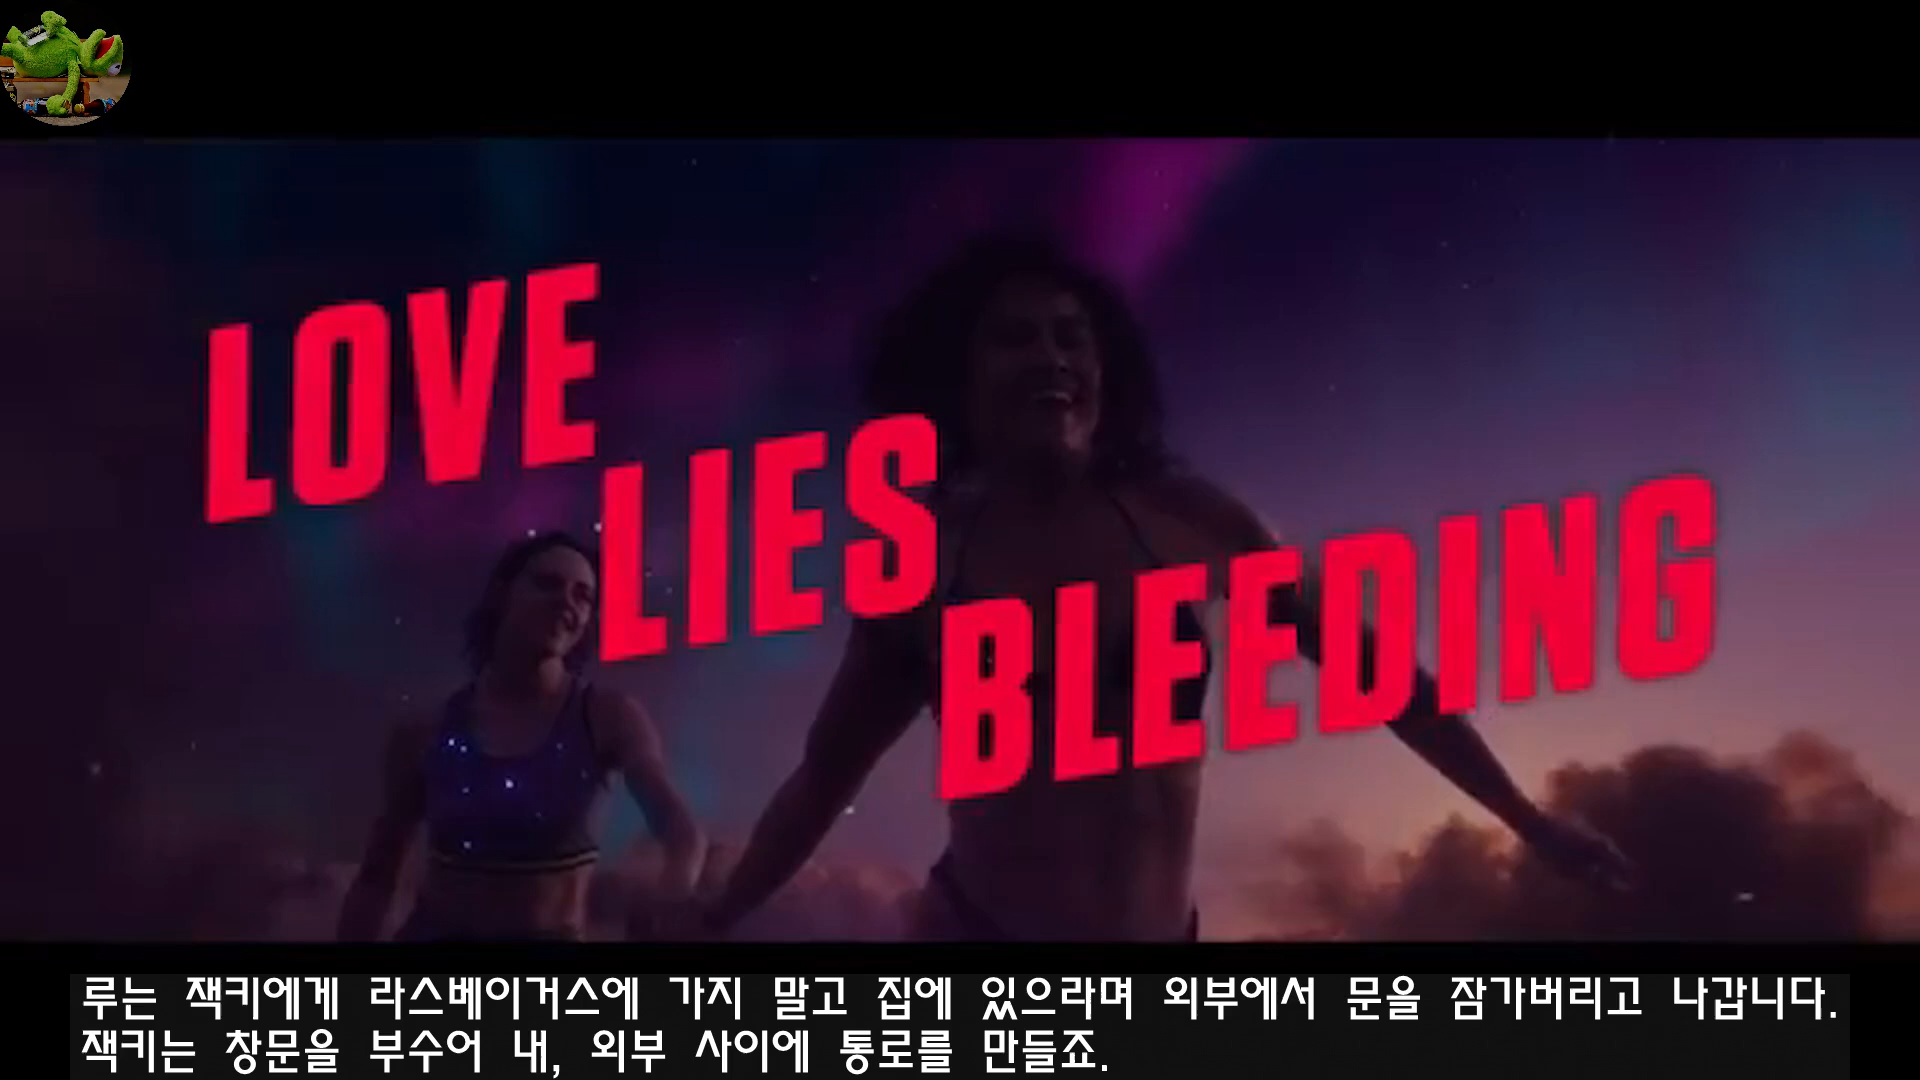 LOVE
LIES
BLEEDING
루는 잭키에게 라스베이거스에 가지 말고 집에 있으라며 외부에서 문을 잠가버리고 나갑니다.
잭키는 창문을 부수어 내, 외부 사이에 통로를 만들죠.